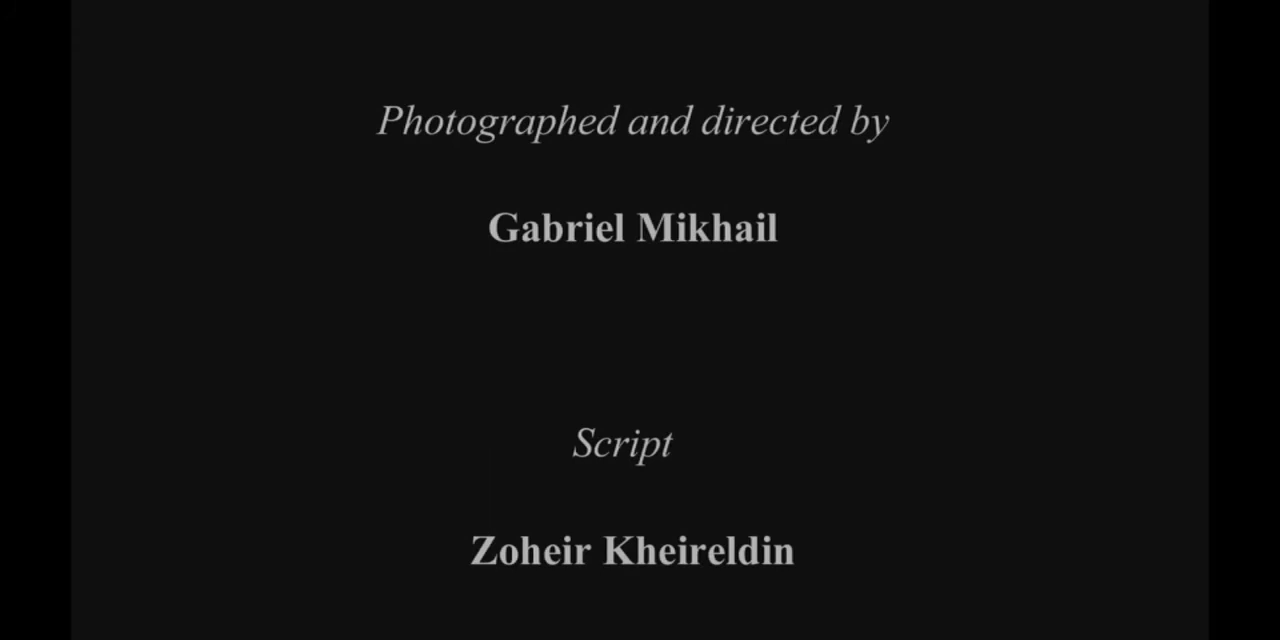 Photographed and directed by
Gabriel Mikhail
Script
Zoheir Kheireldin